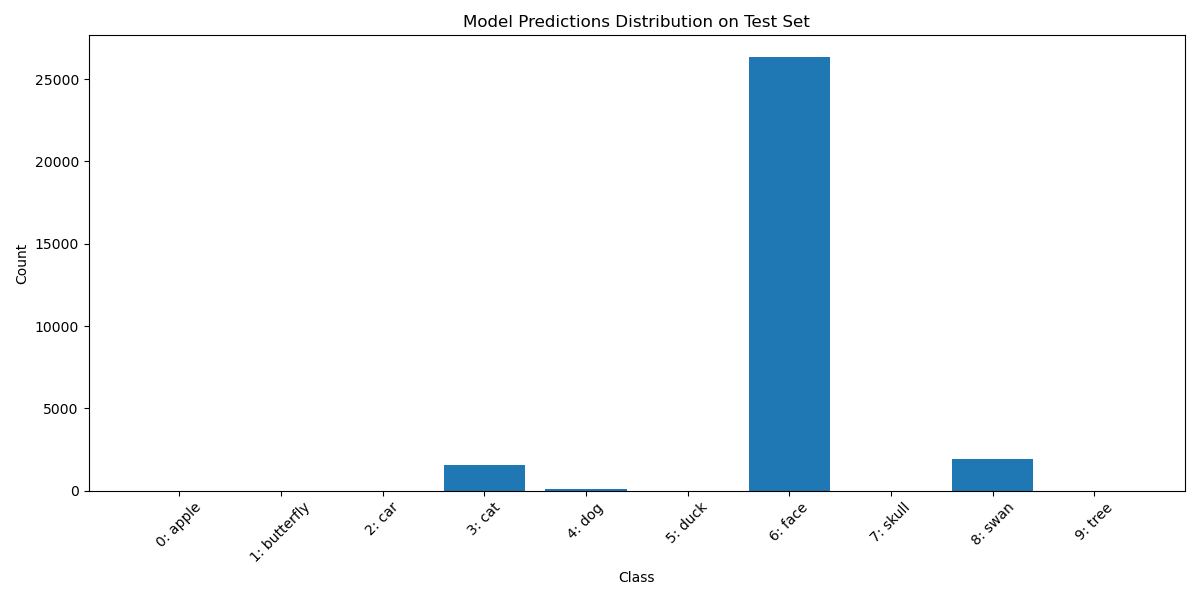 Model Predictions Distribution on Test Set
25000
20000
15000
10000
5000
0
Count
0: apple
1: butterfly
2: car
3: cat
4: dog
5: duck
6: face
7: skull
8: swan
9: tree
Class